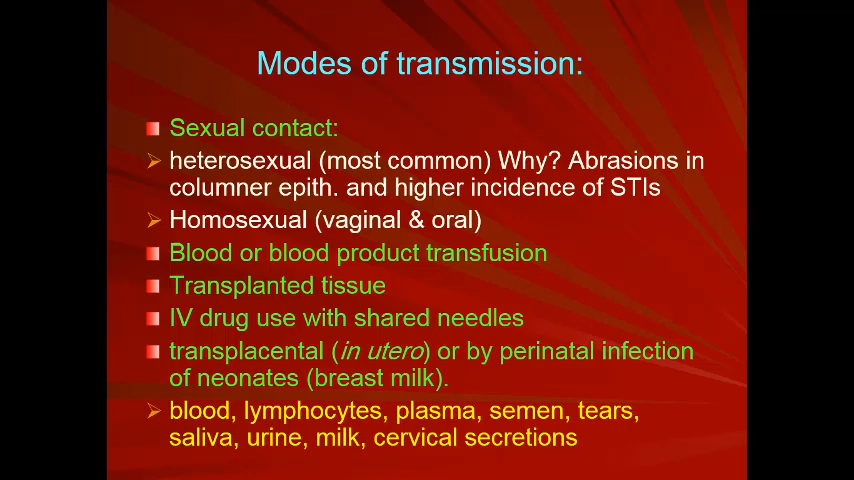 Modes of transmission:
Sexual contact:
heterosexual (most common) Why? Abrasions in
columner epith. and higher incidence of STIs
Homosexual (vaginal & oral)
Blood or blood product transfusion
Transplanted tissue
IV drug use with shared needles
transplacental (in utero) or by perinatal infection
of neonates (breast milk).
blood, lymphocytes, plasma, semen, tears,
saliva, urine, milk, cervical secretions